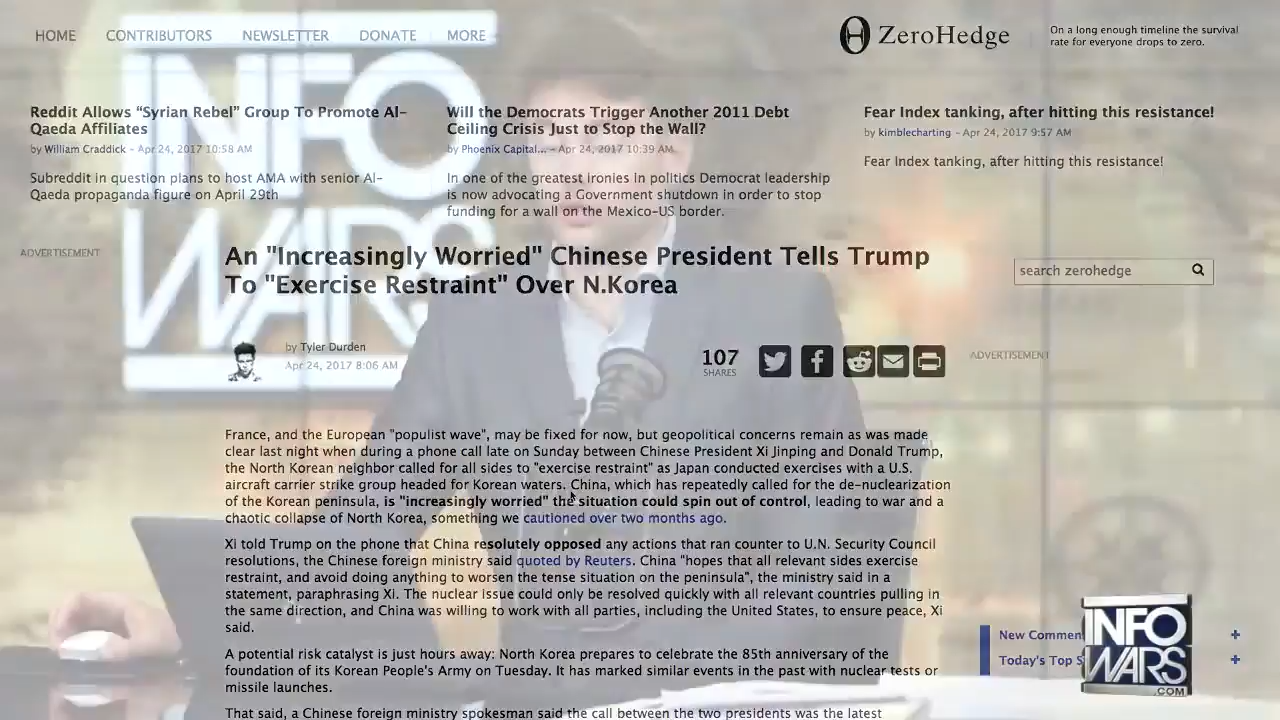 HOME CONTRIBUTORS NEWSLETTER DONATE MORE
ZeroHedge
On a long enough timeline the survival
rate for everyone drops to zero.
INFO
WARS
Reddit Allows “Syrian Rebel” Group To Promote Al-
Qaeda Affiliates
by William Craddick - Apr 24, 2017 10:58 AM
Subreddit in question plans to host AMA with senior Al-
Qaeda propaganda figure on April 29th
Will the Democrats Trigger Another 2011 Debt
Ceiling Crisis Just to Stop the Wall?
by Phoenix Capital... - Apr 24, 2017 10:39 AM
In one of the greatest ironies in politics Democrat leadership
is now advocating a Government shutdown in order to stop
funding for a wall on the Mexico-US border.
Fear Index tanking, after hitting this resistance!
by kimblecharting - Apr 24, 2017 9:57 AM
Fear Index tanking, after hitting this resistance!
ADVERTISEMENT
An "Increasingly Worried" Chinese President Tells Trump
To "Exercise Restraint" Over N.Korea
search zerohedge
by Tyler Durden
Apr 24, 2017 8:06 AM
107
SHARES
ADVERTISEMENT
France, and the European "populist wave", may be fixed for now, but geopolitical concerns remain as was made
clear last night when during a phone call late on Sunday between Chinese President Xi Jinping and Donald Trump,
the North Korean neighbor called for all sides to "exercise restraint" as Japan conducted exercises with a U.S.
aircraft carrier strike group headed for Korean waters. China, which has repeatedly called for the de-nuclearization
of the Korean peninsula, is "increasingly worried" the situation could spin out of control, leading to war and a
chaotic collapse of North Korea, something we cautioned over two months ago.
Xi told Trump on the phone that China resolutely opposed any actions that ran counter to U.N. Security Council
resolutions, the Chinese foreign ministry said quoted by Reuters. China "hopes that all relevant sides exercise
restraint, and avoid doing anything to worsen the tense situation on the peninsula", the ministry said in a
statement, paraphrasing Xi. The nuclear issue could only be resolved quickly with all relevant countries pulling in
the same direction, and China was willing to work with all parties, including the United States, to ensure peace, Xi
said.
A potential risk catalyst is just hours away: North Korea prepares to celebrate the 85th anniversary of the
foundation of its Korean People's Army on Tuesday. It has marked similar events in the past with nuclear tests or
missile launches.
That said, a Chinese foreign ministry spokesman said the call between the two presidents was the latest
New Commen
Today's Top S
INFO
WARS
.COM